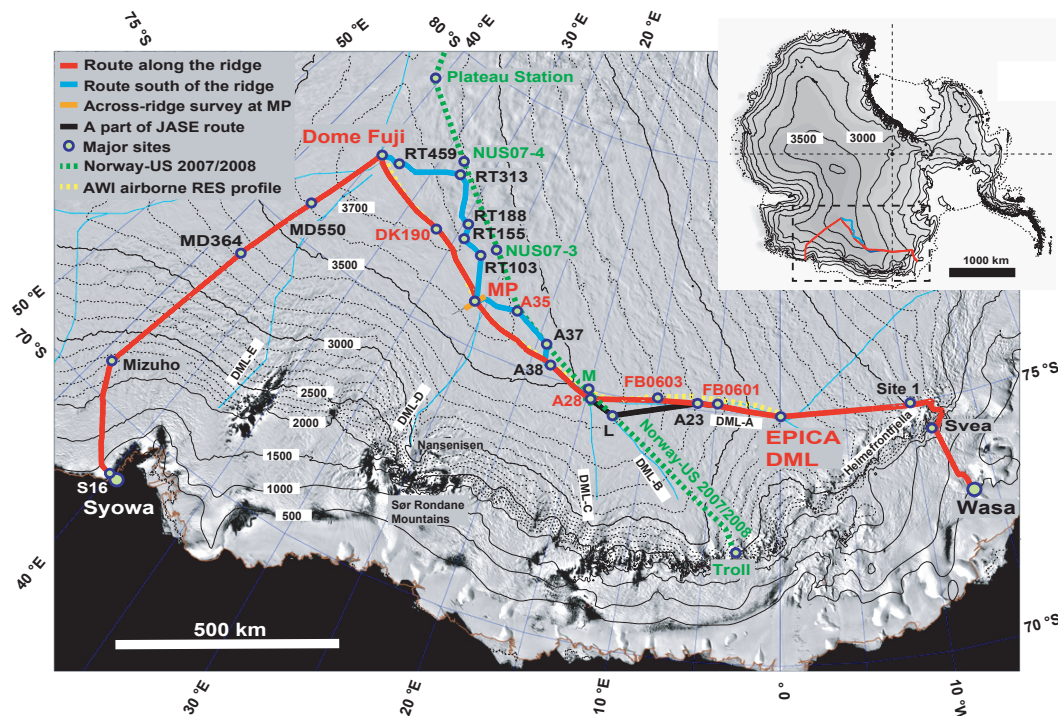 75 °S
50 °E
80 °S
40 °E
30 °E
20 °E
Route along the ridge
Route south of the ridge
Across-ridge survey at MP
A part of JASE route
Major sites
Norway-US 2007/2008
AWI airborne RES profile
Plateau Station
3500
3000
1000 km
Dome Fuji
RT459
NUS07-4
RT313
3700
MD550
MD364
DK190
RT188
RT155
NUS07-3
RT103
3500
MP
A35
50 °E
70 °S
A37
3000
Mizuho
DML-E
A38
M
75 °S
2500
DML-D
A28
FB0603
FB0601
Site 1
2000
L
A23
DML-A
Svea
EPICA
DML
Heimefrontfjella
1500
Nansenisen
Norway-US 2007/2008
DML-B
S16
Syowa
1000
DML-C
Wasa
500
Sør Rondane
Mountains
Troll
40 °E
500 km
70 °S
30 °E
20 °E
10 °E
0°
10 °W